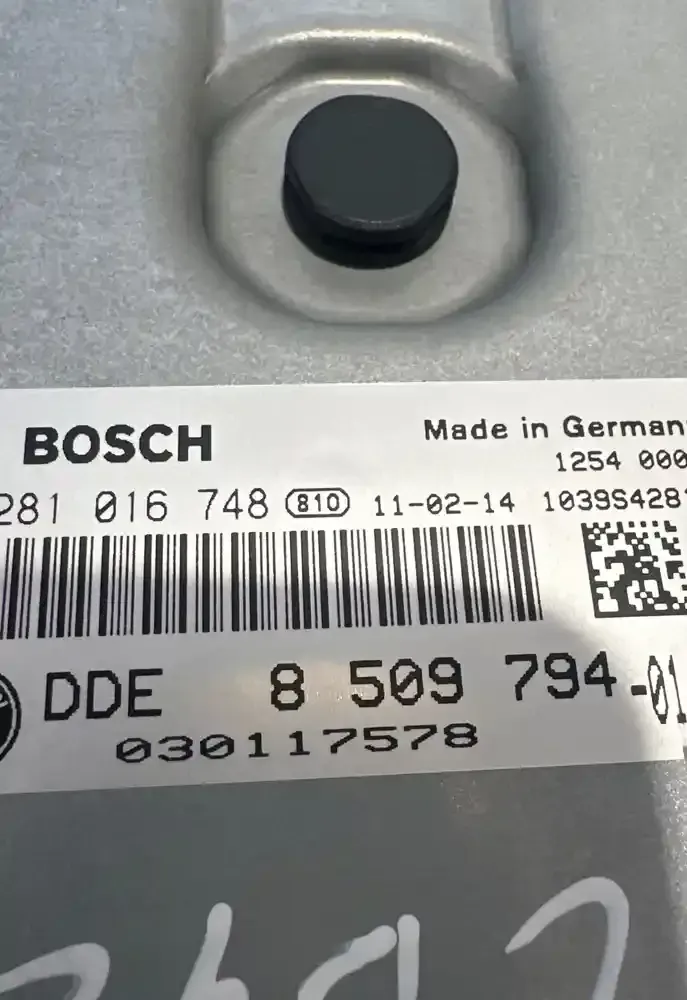 BOSCH
Made in German
1254 000
281 016 748 810 11-02-14 1039S428
DDE 8 509 794-01
030117578